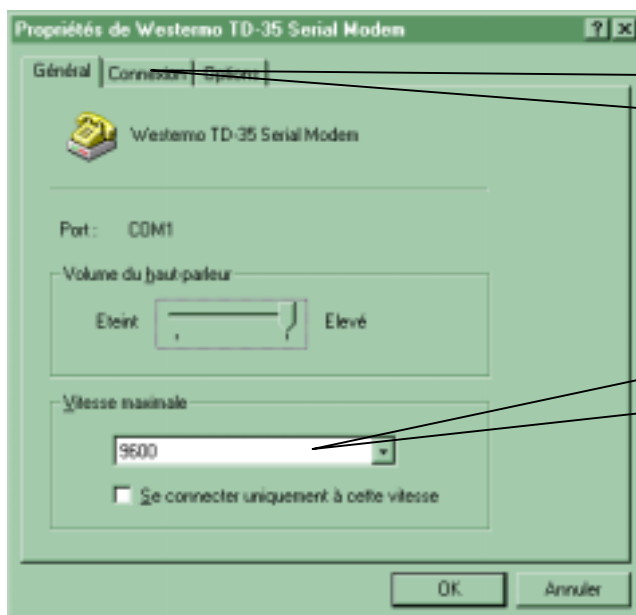 Propriétés de Westermo TD-35 Serial Modem
Général Connexion Options
Westermo TD-35 Serial Modem
Port : COM1
Volume du haut-parleur
Eteint Elevé
Vitesse maximale
9600
Se connecter uniquement à cette vitesse
OK Annuler